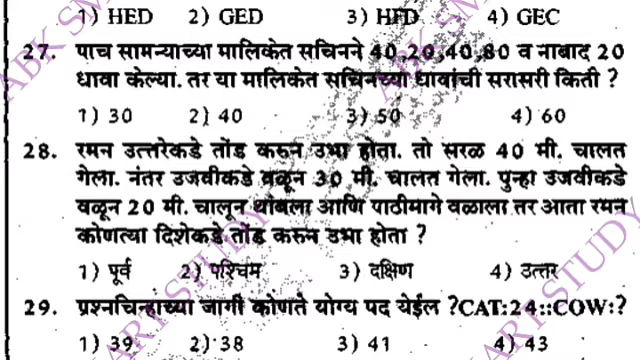 1) HED 2) GED 3) HFD 4) GEC
27. पाच सामन्याच्या मालिकेत सचिनने 40,20,40,80 व नाबाद 20
धावा केल्या. तर या मालिकेत सचिनच्या धावांची सरासरी किती ?
1) 30 2) 40 3) 50 4) 60
28. रमन उत्तरेकडे तोंड करुन उभा होता. तो सरळ 40 मी. चालत
गेला. नंतर उजवीकडे वळून 30 मी. चालत गेला. पुन्हा उजवीकडे
वळून 20 मी. चालून थांबला आणि पाठीमागे वळाला तर आता रमन
कोणत्या दिशेकडे तोंड करुन उभा होता ?
1) पूर्व 2) पश्चिम 3) दक्षिण 4) उत्तर
29. प्रश्नचिन्हाच्या जागी कोणते योग्य पद येईल ?CAT:24::COW:?
1) 39 2) 38 3) 41 4) 43